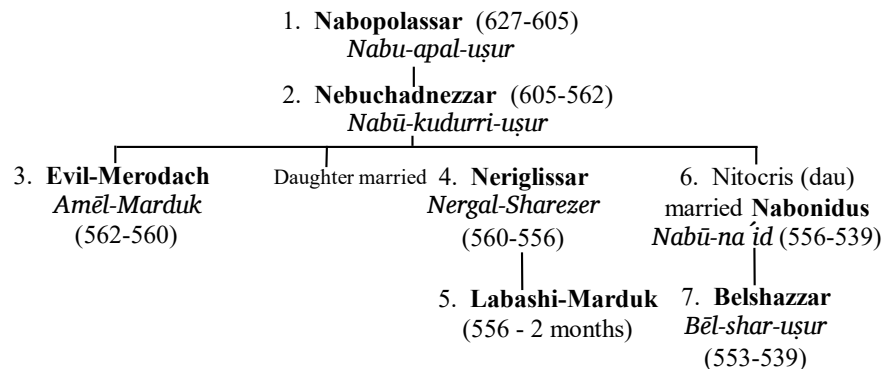 1. Nabopolassar (627-605)
Nabu-apal-uṣur
2. Nebuchadnezzar (605-562)
Nabū-kudurri-uṣur
3. Evil-Merodach
Amēl-Marduk
(562-560)
Daughter married
4. Neriglissar
Nergal-Sharezer
(560-556)
6. Nitocris (dau)
married Nabonidus
Nabū-na´id (556-539)
5. Labashi-Marduk
(556 - 2 months)
7. Belshazzar
Bēl-shar-uṣur
(553-539)